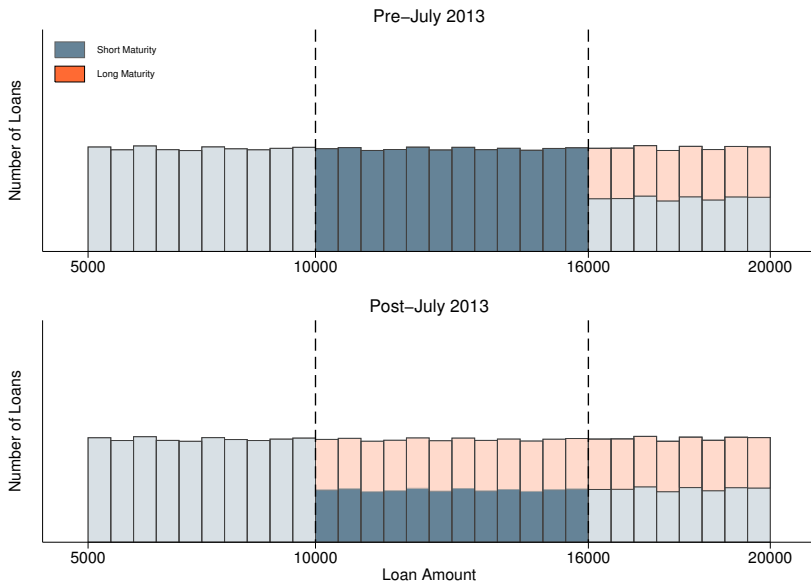 Pre−July 2013
Short Maturity
Long Maturity
Number of Loans
5000 10000 16000 20000
Post−July 2013
Number of Loans
5000 10000 16000 20000
Loan Amount